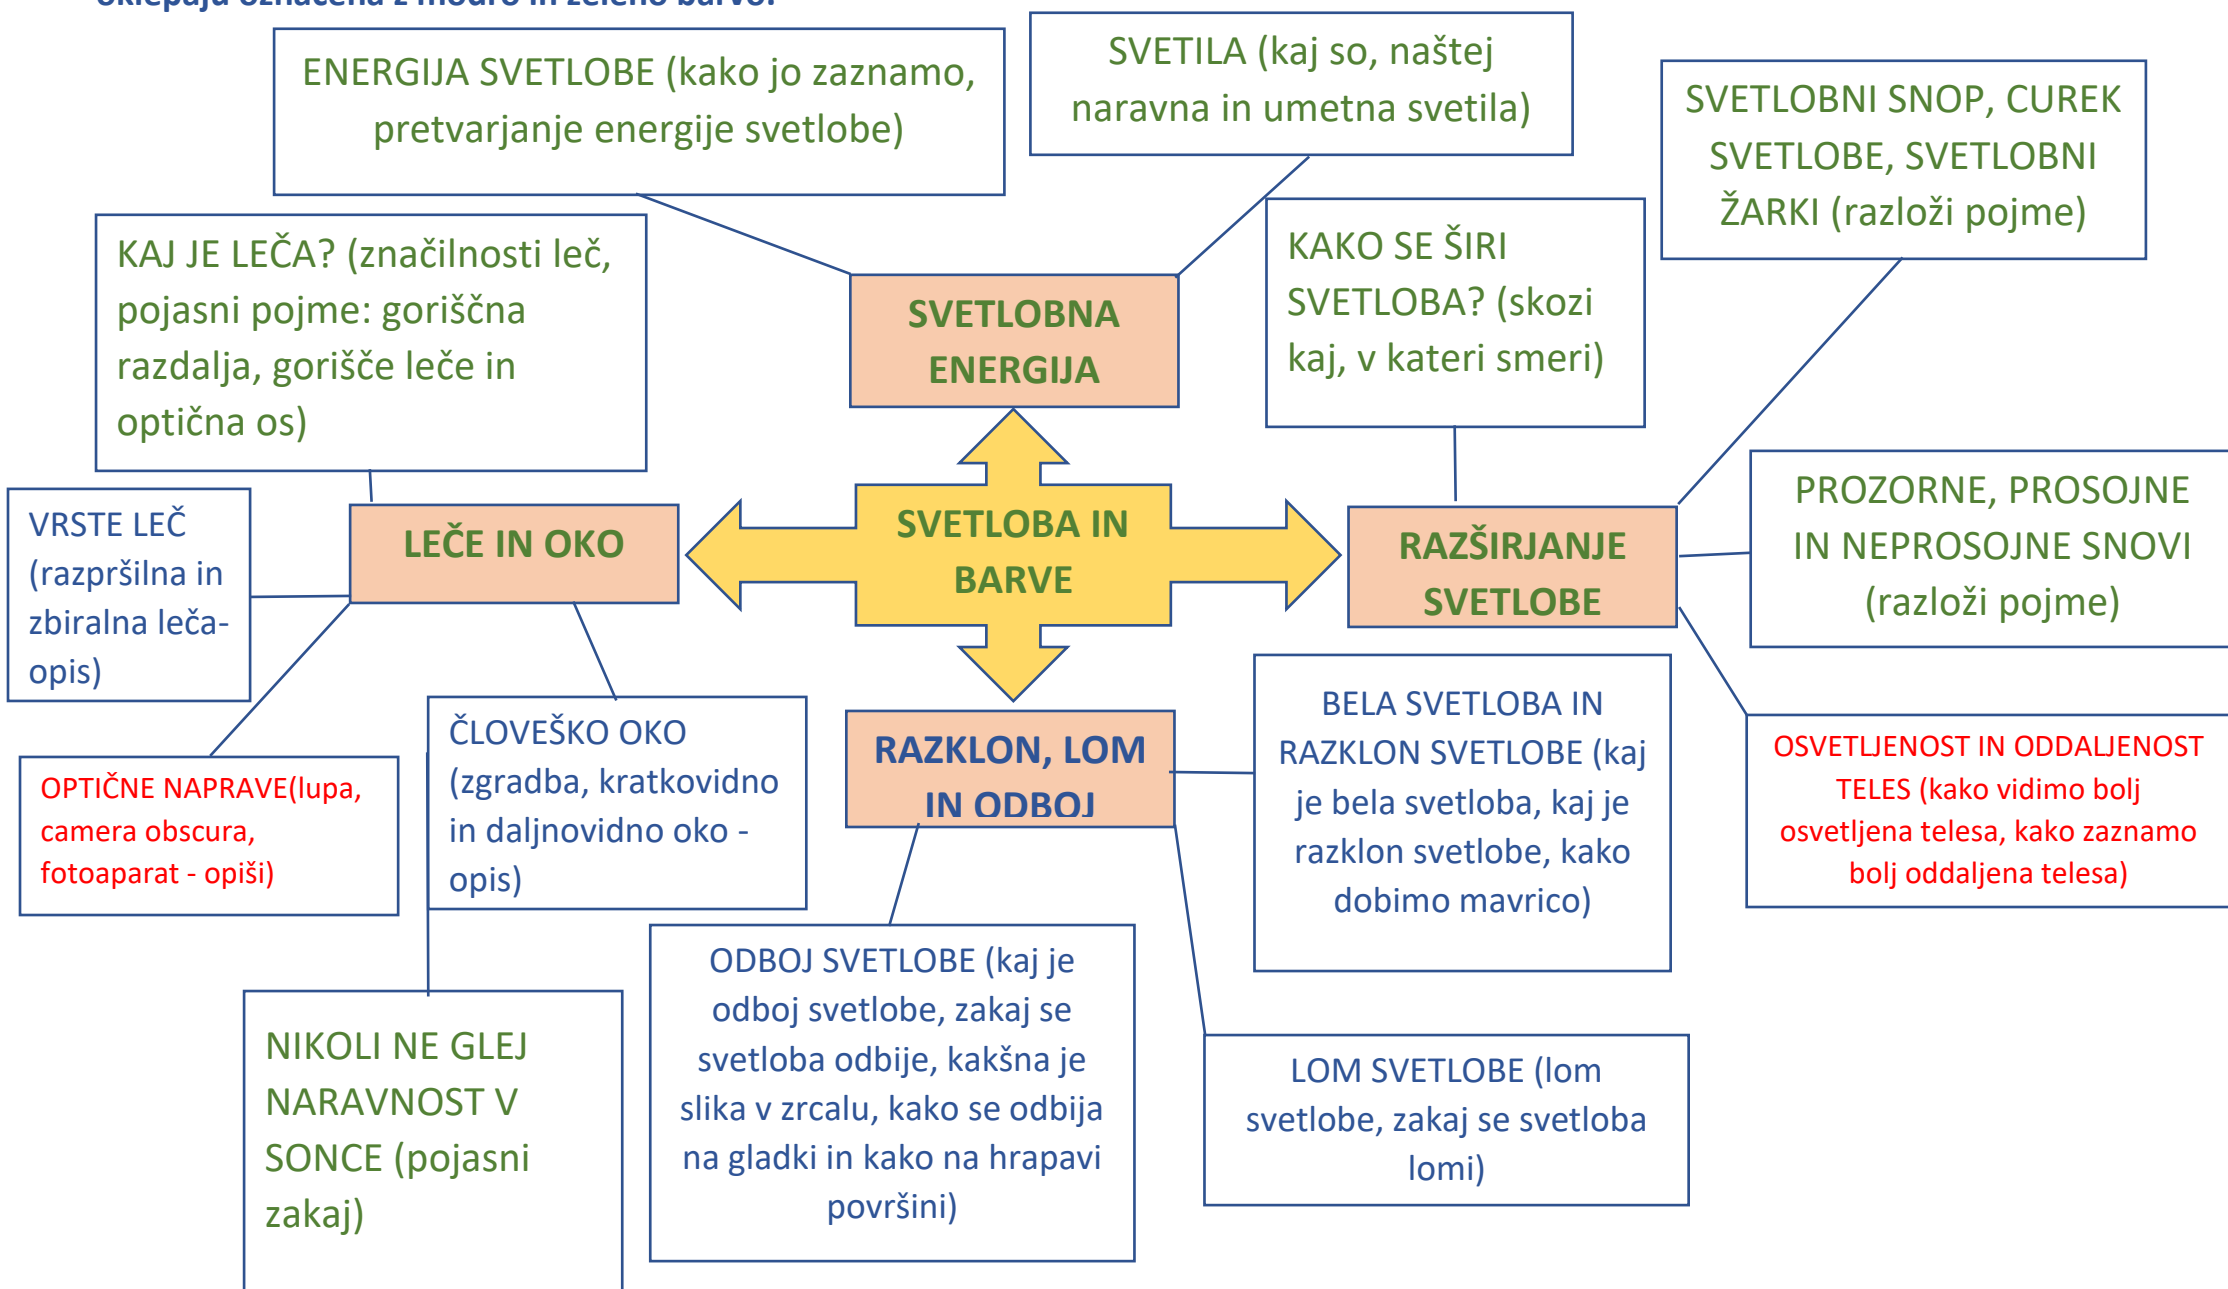 sklepaju označena z modro in zeleno barvo.
ENERGIJA SVETLOBE (kako jo zaznamo,
pretvarjanje energije svetlobe)
SVETILA (kaj so, naštej
naravna in umetna svetila)
SVETLOBNI SNOP, CUREK
SVETLOBE, SVETLOBNI
ŽARKI (razloži pojme)
KAJ JE LEČA? (značilnosti leč,
pojasni pojme: goriščna
razdalja, gorišče leče in
optična os)
SVETLOBNA
ENERGIJA
KAKO SE ŠIRI
SVETLOBA? (skozi
kaj, v kateri smeri)
VRSTE LEČ
(razpršilna in
zbiralna leča-
opis)
LEČE IN OKO
SVETLOBA IN
BARVE
RAZŠIRJANJE
SVETLOBE
PROZORNE, PROSOJNE
IN NEPROSOJNE SNOVI
(razloži pojme)
OPTIČNE NAPRAVE(lupa,
camera obscura,
fotoaparat - opiši)
ČLOVEŠKO OKO
(zgradba, kratkovidno
in daljnovidno oko -
opis)
RAZKLON, LOM
IN ODBOJ
BELA SVETLOBA IN
RAZKLON SVETLOBE (kaj
je bela svetloba, kaj je
razklon svetlobe, kako
dobimo mavrico)
OSVETLJENOST IN ODDALJENOST
TELES (kako vidimo bolj
osvetljena telesa, kako zaznamo
bolj oddaljena telesa)
NIKOLI NE GLEJ
NARAVNOST V
SONCE (pojasni
zakaj)
ODBOJ SVETLOBE (kaj je
odboj svetlobe, zakaj se
svetloba odbije, kakšna je
slika v zrcalu, kako se odbija
na gladki in kako na hrapavi
površini)
LOM SVETLOBE (lom
svetlobe, zakaj se svetloba
lomi)